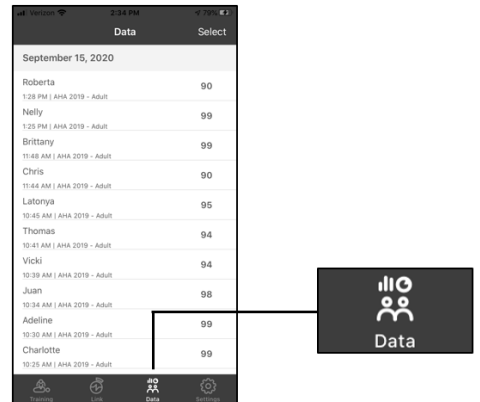 Verizon 2:34 PM 79%
Data Select
September 15, 2020
Roberta 90
1:28 PM | AHA 2019 - Adult
Nelly 99
1:25 PM | AHA 2019 - Adult
Brittany 99
11:48 AM | AHA 2019 - Adult
Chris 90
11:44 AM | AHA 2019 - Adult
Latonya 95
10:45 AM | AHA 2019 - Adult
Thomas 94
10:41 AM | AHA 2019 - Adult
Vicki 94
10:39 AM | AHA 2019 - Adult
Juan 98
10:34 AM | AHA 2019 - Adult
Adeline 99
10:30 AM | AHA 2019 - Adult
Charlotte 99
10:25 AM | AHA 2019 - Adult
Training Link Data Settings
Data